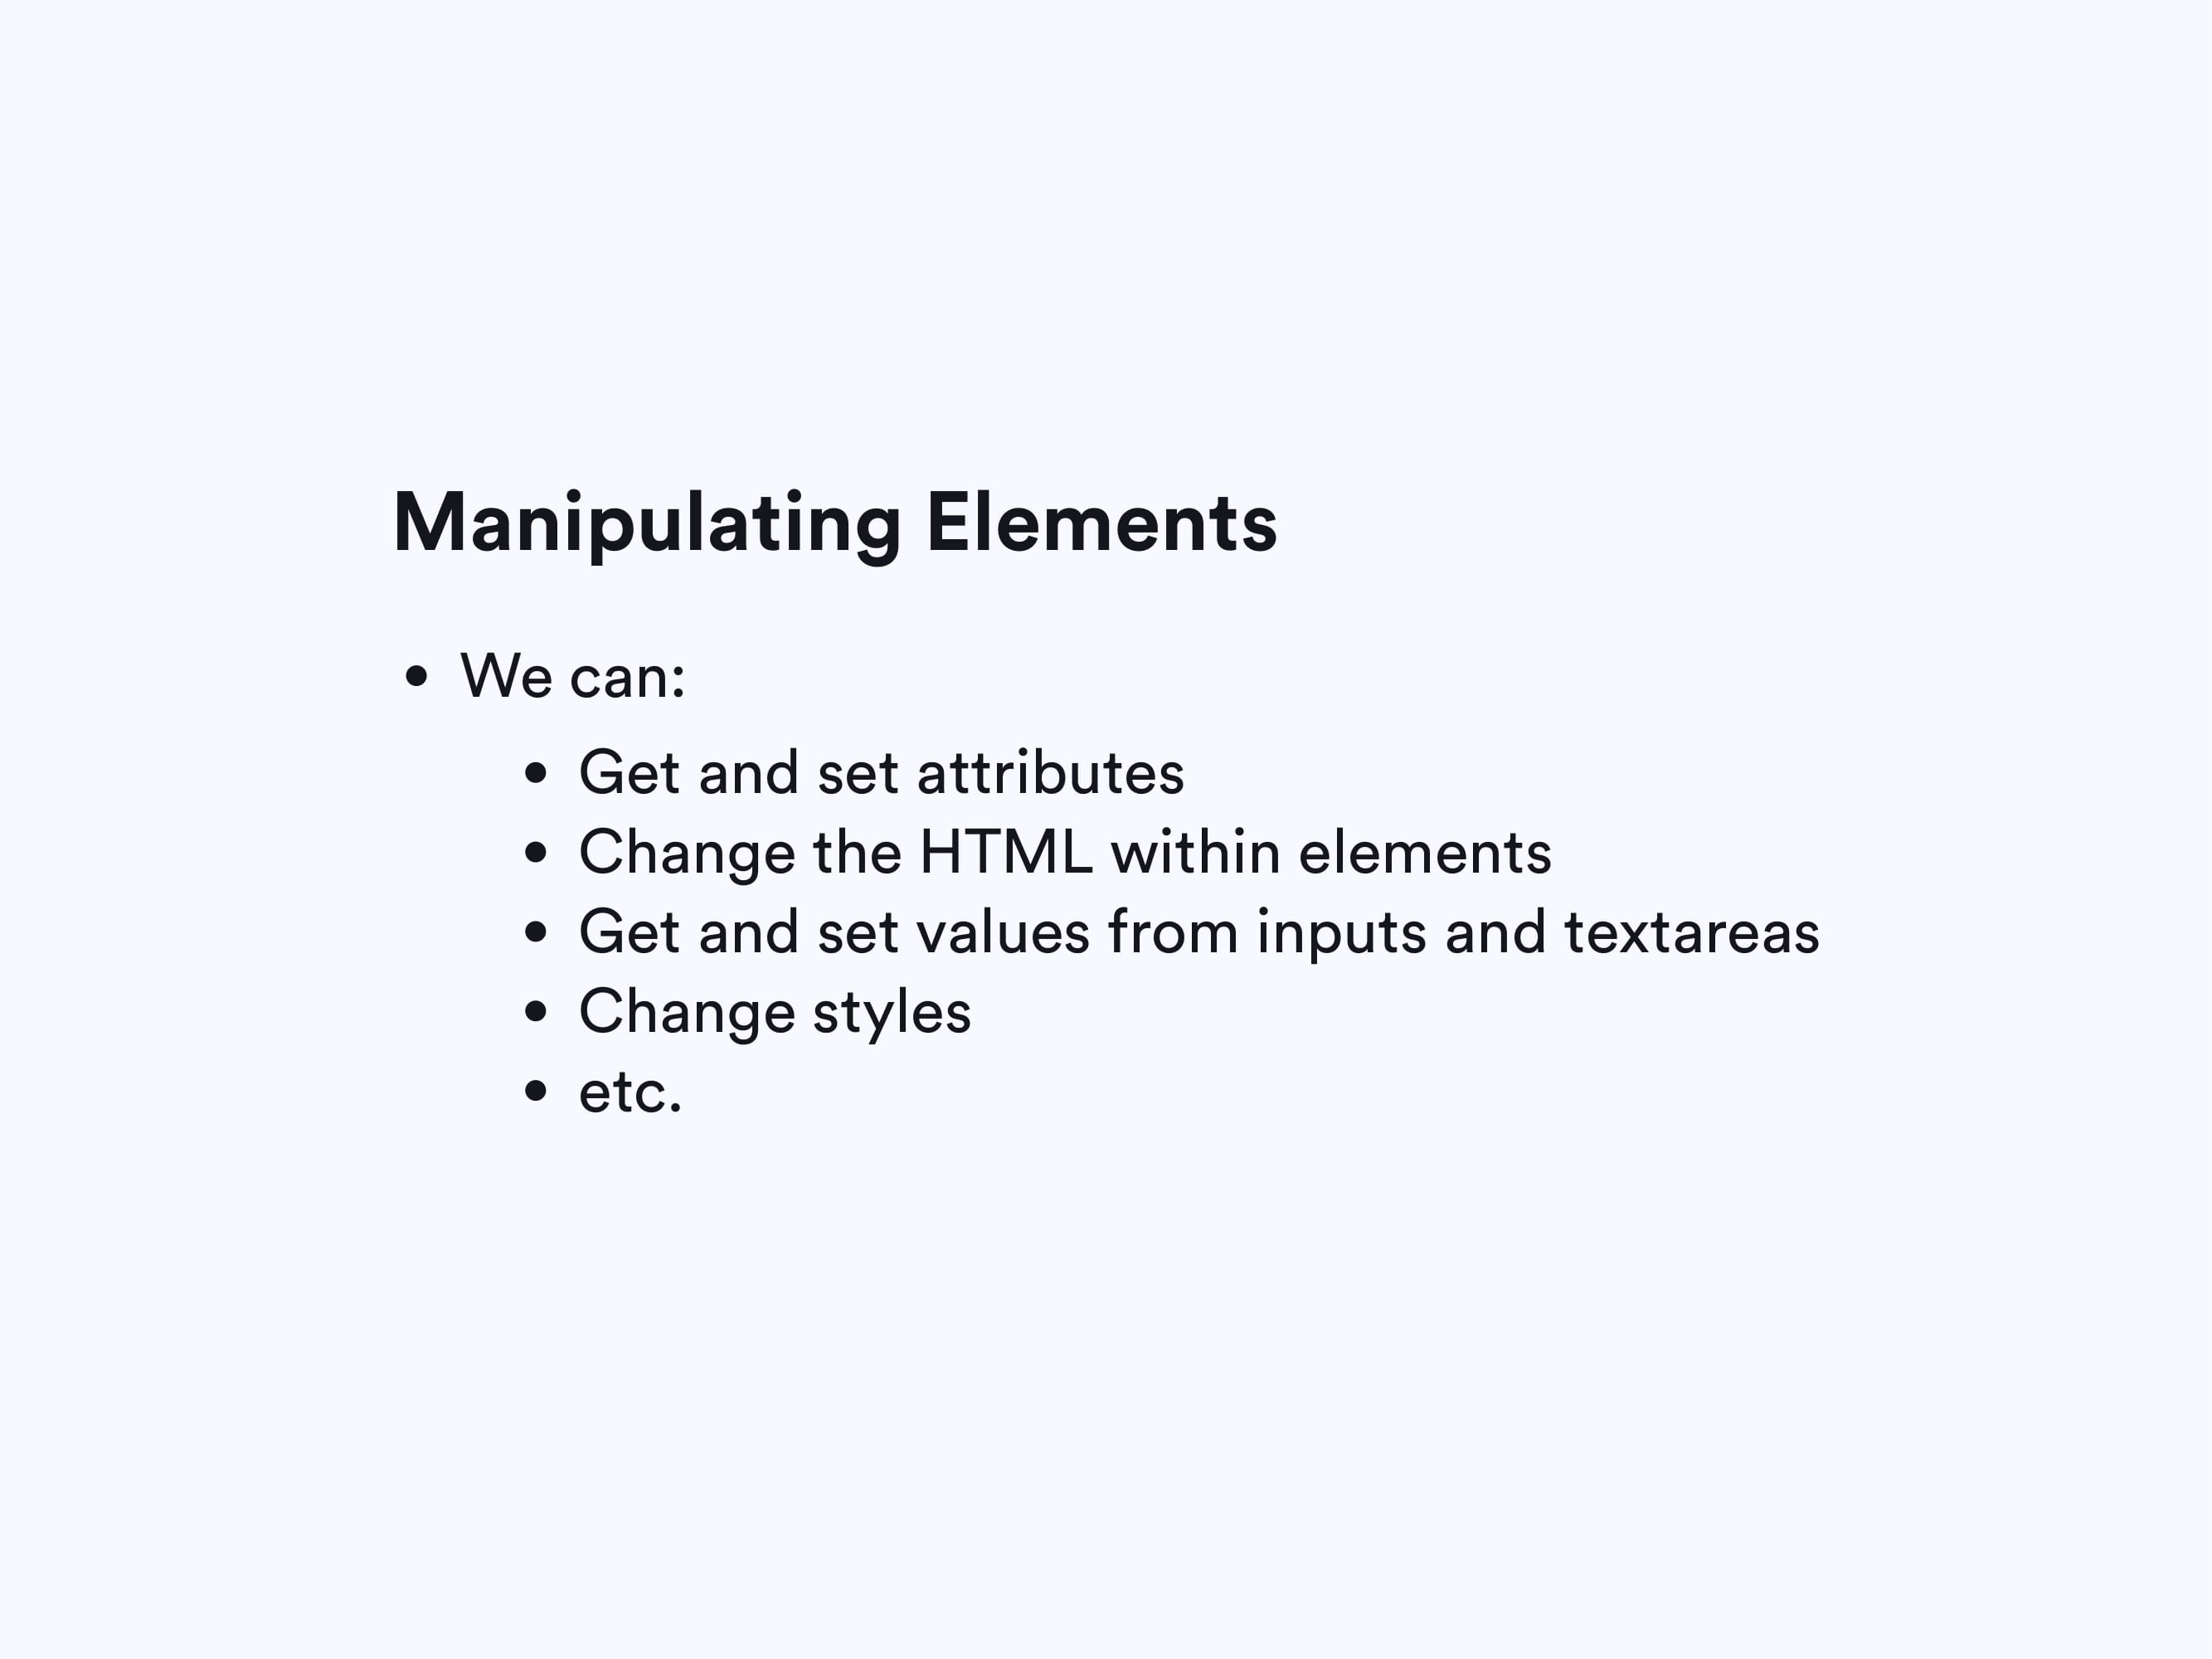 Manipulating Elements
• We can:
• Get and set attributes
• Change the HTML within elements
• Get and set values from inputs and textareas
• Change styles
• etc.